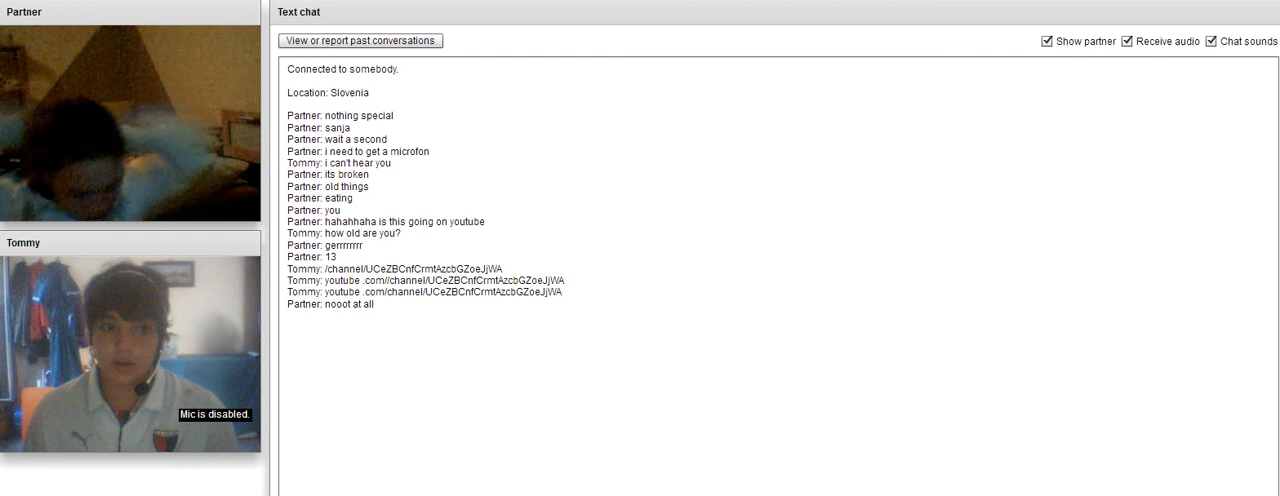 Partner
Text chat
View or report past conversations
Show partner
Receive audio
Chat sounds
Connected to somebody.
Location: Slovenia
Partner: nothing special
Partner: sanja
Partner: wait a second
Partner: i need to get a microfon
Tommy: i can't hear you
Partner: its broken
Partner: old things
Partner: eating
Partner: you
Partner: hahahhaha is this going on youtube
Tommy: how old are you?
Partner: gerrrrrrrr
Partner: 13
Tommy: /channel/UCeZBCnfCrmtAzcbGZoeJjWA
Tommy: youtube .com//channel/UCeZBCnfCrmtAzcbGZoeJjWA
Tommy: youtube .com/channel/UCeZBCnfCrmtAzcbGZoeJjWA
Partner: nooot at all
Tommy
Mic is disabled.